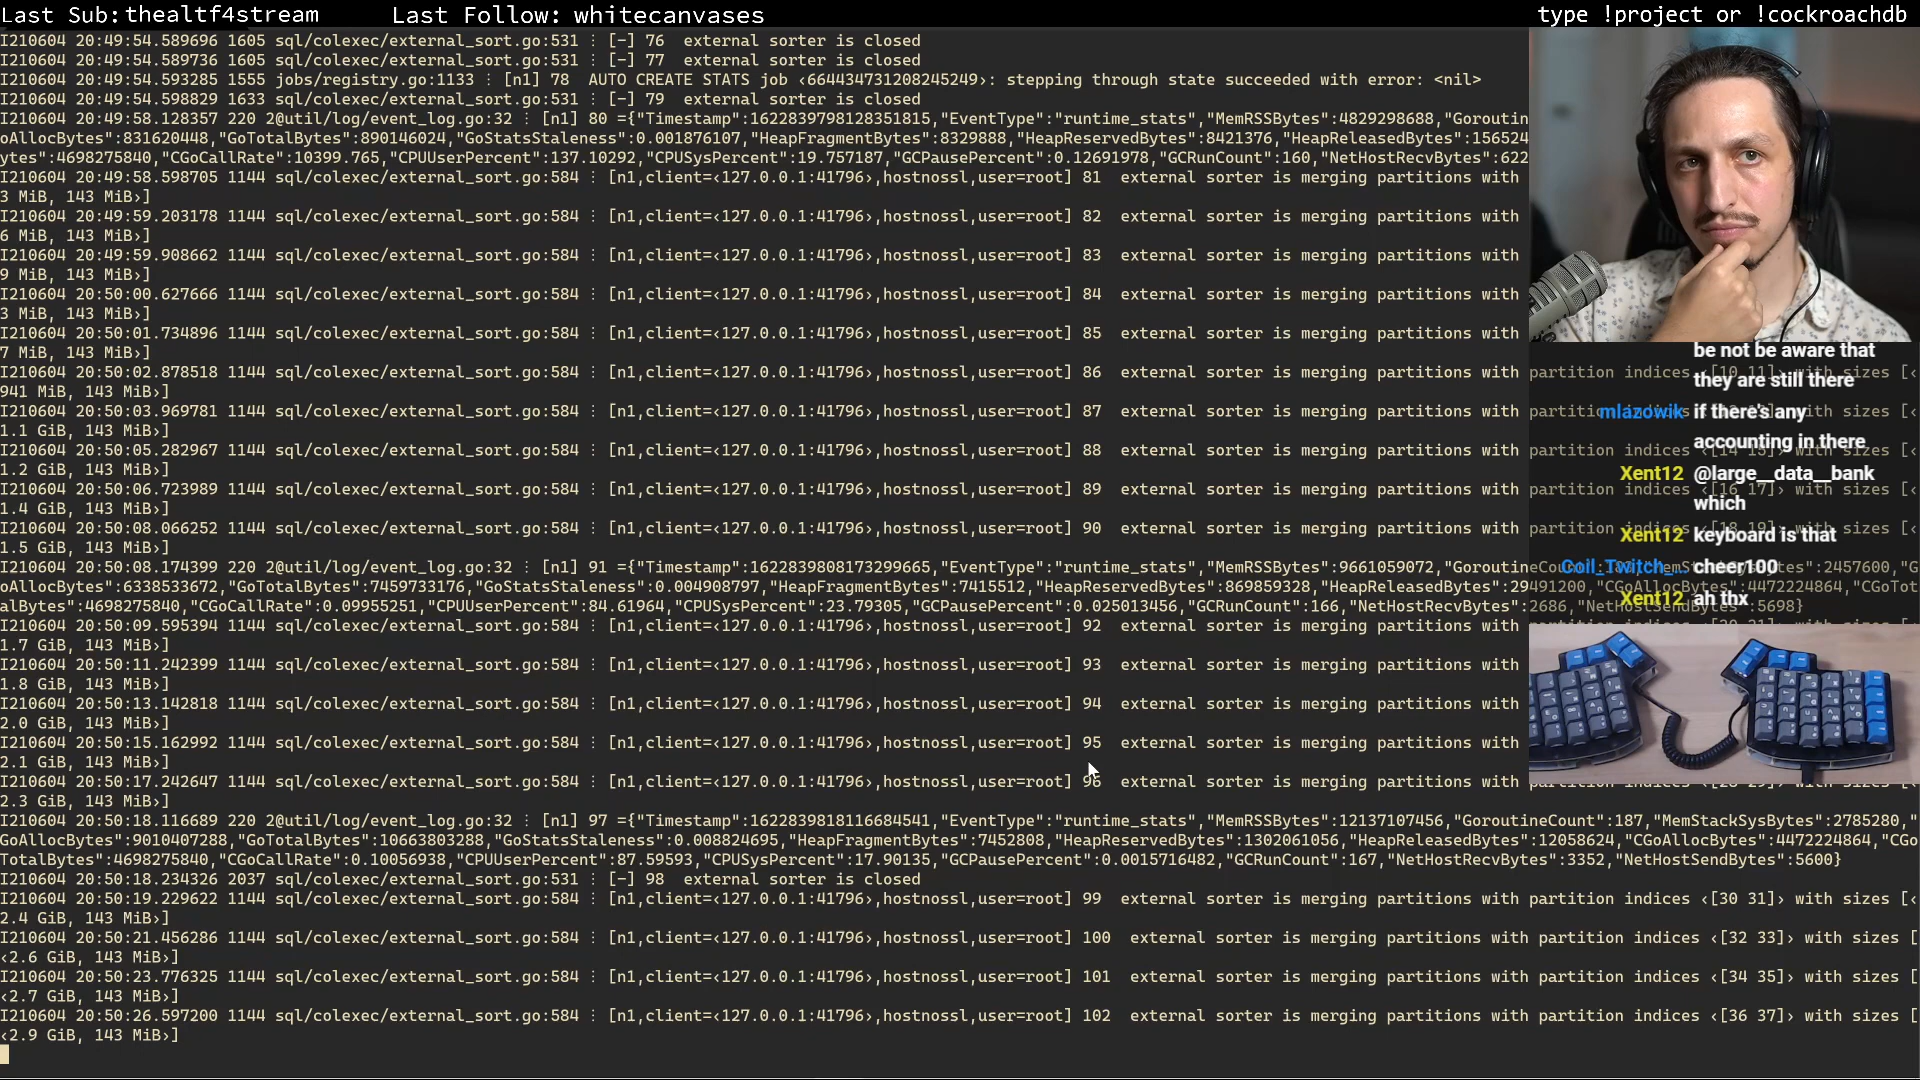 Last Sub:thealtf4stream
Last Follow: whitecanvases
type !project or !cockroachdb
I210604 20:49:54.589696 1605 sql/colexec/external_sort.go:531 ⋮ [-] 76  external sorter is closed
I210604 20:49:54.589736 1605 sql/colexec/external_sort.go:531 ⋮ [-] 77  external sorter is closed
I210604 20:49:54.593285 1555 jobs/registry.go:1133 ⋮ [n1] 78  AUTO CREATE STATS job ‹664434731208245249›: stepping through state succeeded with error: <nil>
I210604 20:49:54.598829 1633 sql/colexec/external_sort.go:531 ⋮ [-] 79  external sorter is closed
I210604 20:49:58.128357 220 2@util/log/event_log.go:32 ⋮ [n1] 80 ={"Timestamp":1622839798128351815,"EventType":"runtime_stats","MemRSSBytes":4829298688,"Goroutin
oAllocBytes":831620448,"GoTotalBytes":890146024,"GoStatsStaleness":0.001876107,"HeapFragmentBytes":8329888,"HeapReservedBytes":8421376,"HeapReleasedBytes":156524
ytes":4698275840,"CGoCallRate":10399.765,"CPUUserPercent":137.10292,"CPUSysPercent":19.757187,"GCPausePercent":0.12691978,"GCRunCount":160,"NetHostRecvBytes":622
I210604 20:49:58.598705 1144 sql/colexec/external_sort.go:584 ⋮ [n1,client=‹127.0.0.1:41796›,hostnossl,user=root] 81  external sorter is merging partitions with
3 MiB, 143 MiB›]
I210604 20:49:59.203178 1144 sql/colexec/external_sort.go:584 ⋮ [n1,client=‹127.0.0.1:41796›,hostnossl,user=root] 82  external sorter is merging partitions with
6 MiB, 143 MiB›]
I210604 20:49:59.908662 1144 sql/colexec/external_sort.go:584 ⋮ [n1,client=‹127.0.0.1:41796›,hostnossl,user=root] 83  external sorter is merging partitions with
9 MiB, 143 MiB›]
I210604 20:50:00.627666 1144 sql/colexec/external_sort.go:584 ⋮ [n1,client=‹127.0.0.1:41796›,hostnossl,user=root] 84  external sorter is merging partitions with
3 MiB, 143 MiB›]
I210604 20:50:01.734896 1144 sql/colexec/external_sort.go:584 ⋮ [n1,client=‹127.0.0.1:41796›,hostnossl,user=root] 85  external sorter is merging partitions with
7 MiB, 143 MiB›]
I210604 20:50:02.878518 1144 sql/colexec/external_sort.go:584 ⋮ [n1,client=‹127.0.0.1:41796›,hostnossl,user=root] 86  external sorter is merging partitions with partition indices ‹[10 11]› with sizes [‹
941 MiB, 143 MiB›]
I210604 20:50:03.969781 1144 sql/colexec/external_sort.go:584 ⋮ [n1,client=‹127.0.0.1:41796›,hostnossl,user=root] 87  external sorter is merging partitions with
1.1 GiB, 143 MiB›]
I210604 20:50:05.282967 1144 sql/colexec/external_sort.go:584 ⋮ [n1,client=‹127.0.0.1:41796›,hostnossl,user=root] 88  external sorter is merging partitions with partition indices ‹[14 15]› with sizes [‹
1.2 GiB, 143 MiB›]
I210604 20:50:06.723989 1144 sql/colexec/external_sort.go:584 ⋮ [n1,client=‹127.0.0.1:41796›,hostnossl,user=root] 89  external sorter is merging partitions with partition indices ‹[16 17]› with sizes [‹
1.4 GiB, 143 MiB›]
I210604 20:50:08.066252 1144 sql/colexec/external_sort.go:584 ⋮ [n1,client=‹127.0.0.1:41796›,hostnossl,user=root] 90  external sorter is merging partitions with partition indices ‹[18 19]› with sizes [‹
1.5 GiB, 143 MiB›]
I210604 20:50:08.174399 220 2@util/log/event_log.go:32 ⋮ [n1] 91 ={"Timestamp":1622839808173299665,"EventType":"runtime_stats","MemRSSBytes":9661059072,"Goroutine
oAllocBytes":6338533672,"GoTotalBytes":7459733176,"GoStatsStaleness":0.004908797,"HeapFragmentBytes":7415512,"HeapReservedBytes":869859328,"HeapReleasedBytes":29491200,"CGoAllocBytes":4472224864,"CGoTot
alBytes":4698275840,"CGoCallRate":0.09955251,"CPUUserPercent":84.61964,"CPUSysPercent":23.79305,"GCPausePercent":0.025013456,"GCRunCount":166,"NetHostRecvBytes":2686,"NetHostSendBytes":5698}
I210604 20:50:09.595394 1144 sql/colexec/external_sort.go:584 ⋮ [n1,client=‹127.0.0.1:41796›,hostnossl,user=root] 92  external sorter is merging partitions with
1.7 GiB, 143 MiB›]
I210604 20:50:11.242399 1144 sql/colexec/external_sort.go:584 ⋮ [n1,client=‹127.0.0.1:41796›,hostnossl,user=root] 93  external sorter is merging partitions with
1.8 GiB, 143 MiB›]
I210604 20:50:13.142818 1144 sql/colexec/external_sort.go:584 ⋮ [n1,client=‹127.0.0.1:41796›,hostnossl,user=root] 94  external sorter is merging partitions with
2.0 GiB, 143 MiB›]
I210604 20:50:15.162992 1144 sql/colexec/external_sort.go:584 ⋮ [n1,client=‹127.0.0.1:41796›,hostnossl,user=root] 95  external sorter is merging partitions with
2.1 GiB, 143 MiB›]
I210604 20:50:17.242647 1144 sql/colexec/external_sort.go:584 ⋮ [n1,client=‹127.0.0.1:41796›,hostnossl,user=root] 96  external sorter is merging partitions with
2.3 GiB, 143 MiB›]
I210604 20:50:18.116689 220 2@util/log/event_log.go:32 ⋮ [n1] 97 ={"Timestamp":1622839818116684541,"EventType":"runtime_stats","MemRSSBytes":12137107456,"GoroutineCount":187,"MemStackSysBytes":2785280,"
GoAllocBytes":9010407288,"GoTotalBytes":10663803288,"GoStatsStaleness":0.008824695,"HeapFragmentBytes":7452808,"HeapReservedBytes":1302061056,"HeapReleasedBytes":12058624,"CGoAllocBytes":4472224864,"CGo
TotalBytes":4698275840,"CGoCallRate":0.10056938,"CPUUserPercent":87.59593,"CPUSysPercent":17.90135,"GCPausePercent":0.0015716482,"GCRunCount":167,"NetHostRecvBytes":3352,"NetHostSendBytes":5600}
I210604 20:50:18.234326 2037 sql/colexec/external_sort.go:531 ⋮ [-] 98  external sorter is closed
I210604 20:50:19.229622 1144 sql/colexec/external_sort.go:584 ⋮ [n1,client=‹127.0.0.1:41796›,hostnossl,user=root] 99  external sorter is merging partitions with partition indices ‹[30 31]› with sizes [‹
2.4 GiB, 143 MiB›]
I210604 20:50:21.456286 1144 sql/colexec/external_sort.go:584 ⋮ [n1,client=‹127.0.0.1:41796›,hostnossl,user=root] 100  external sorter is merging partitions with partition indices ‹[32 33]› with sizes [
‹2.6 GiB, 143 MiB›]
I210604 20:50:23.776325 1144 sql/colexec/external_sort.go:584 ⋮ [n1,client=‹127.0.0.1:41796›,hostnossl,user=root] 101  external sorter is merging partitions with partition indices ‹[34 35]› with sizes [
‹2.7 GiB, 143 MiB›]
I210604 20:50:26.597200 1144 sql/colexec/external_sort.go:584 ⋮ [n1,client=‹127.0.0.1:41796›,hostnossl,user=root] 102  external sorter is merging partitions with partition indices ‹[36 37]› with sizes [
‹2.9 GiB, 143 MiB›]
be not be aware that
they are still there
mlazowik if there's any
accounting in there
Xent12 @large__data__bank
which
Xent12 keyboard is that
Coil_Twitch_... cheer100
Xent12 ah thx